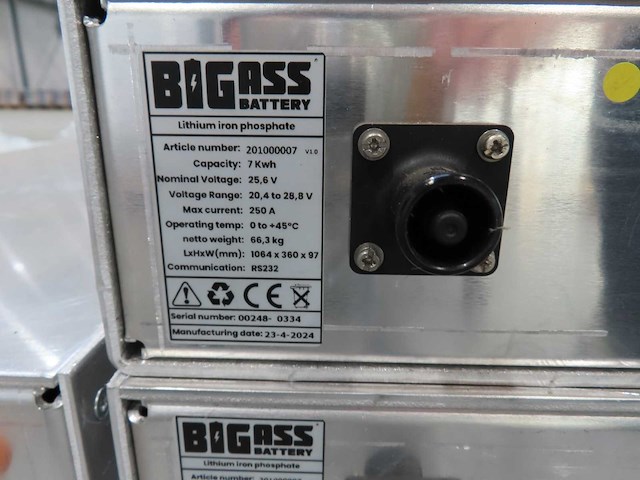 BIGASS
BATTERY
Lithium iron phosphate
Article number: 201000007 V1.0
Capacity: 7 Kwh
Nominal Voltage: 25,6 V
Voltage Range: 20,4 to 28,8 V
Max current: 250 A
Operating temp: 0 to +45°C
netto weight: 66,3 kg
LxHxW(mm): 1064 x 360 x 97
Communication: RS232
CE
Serial number: 00248- 0334
Manufacturing date: 23-4-2024
BIGASS
BATTERY
Lithium iron phosphate
Article number: